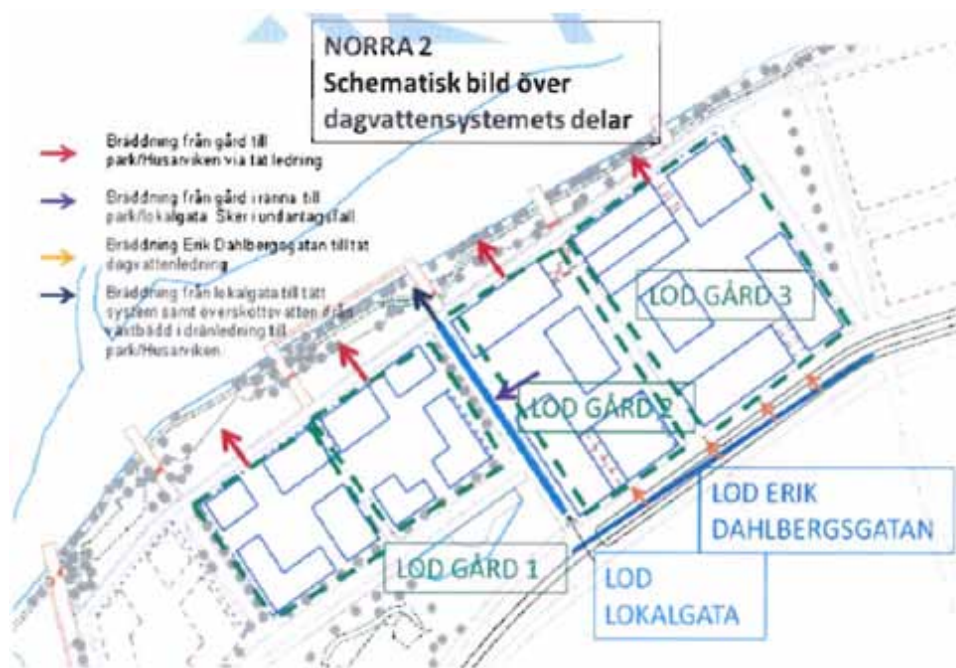 NORRA 2
Schematisk bild över
dagvattensystemets delar
Bräddning från gård till
park/Husarviken via tät ledning
Bräddning från gård i ränna till
park/lokalgata. Sker i undantagsfall.
Bräddning Erik Dahlbergsgatan till tät
dagvattenledning
Bräddning från lokalgata till tätt
system samt överskottsvatten från
växtbädd i dränledning till
park/Husarviken.
LOD GÅRD 3
LOD GÅRD 2
LOD GÅRD 1
LOD ERIK
DAHLBERGSGATAN
LOD
LOKALGATA